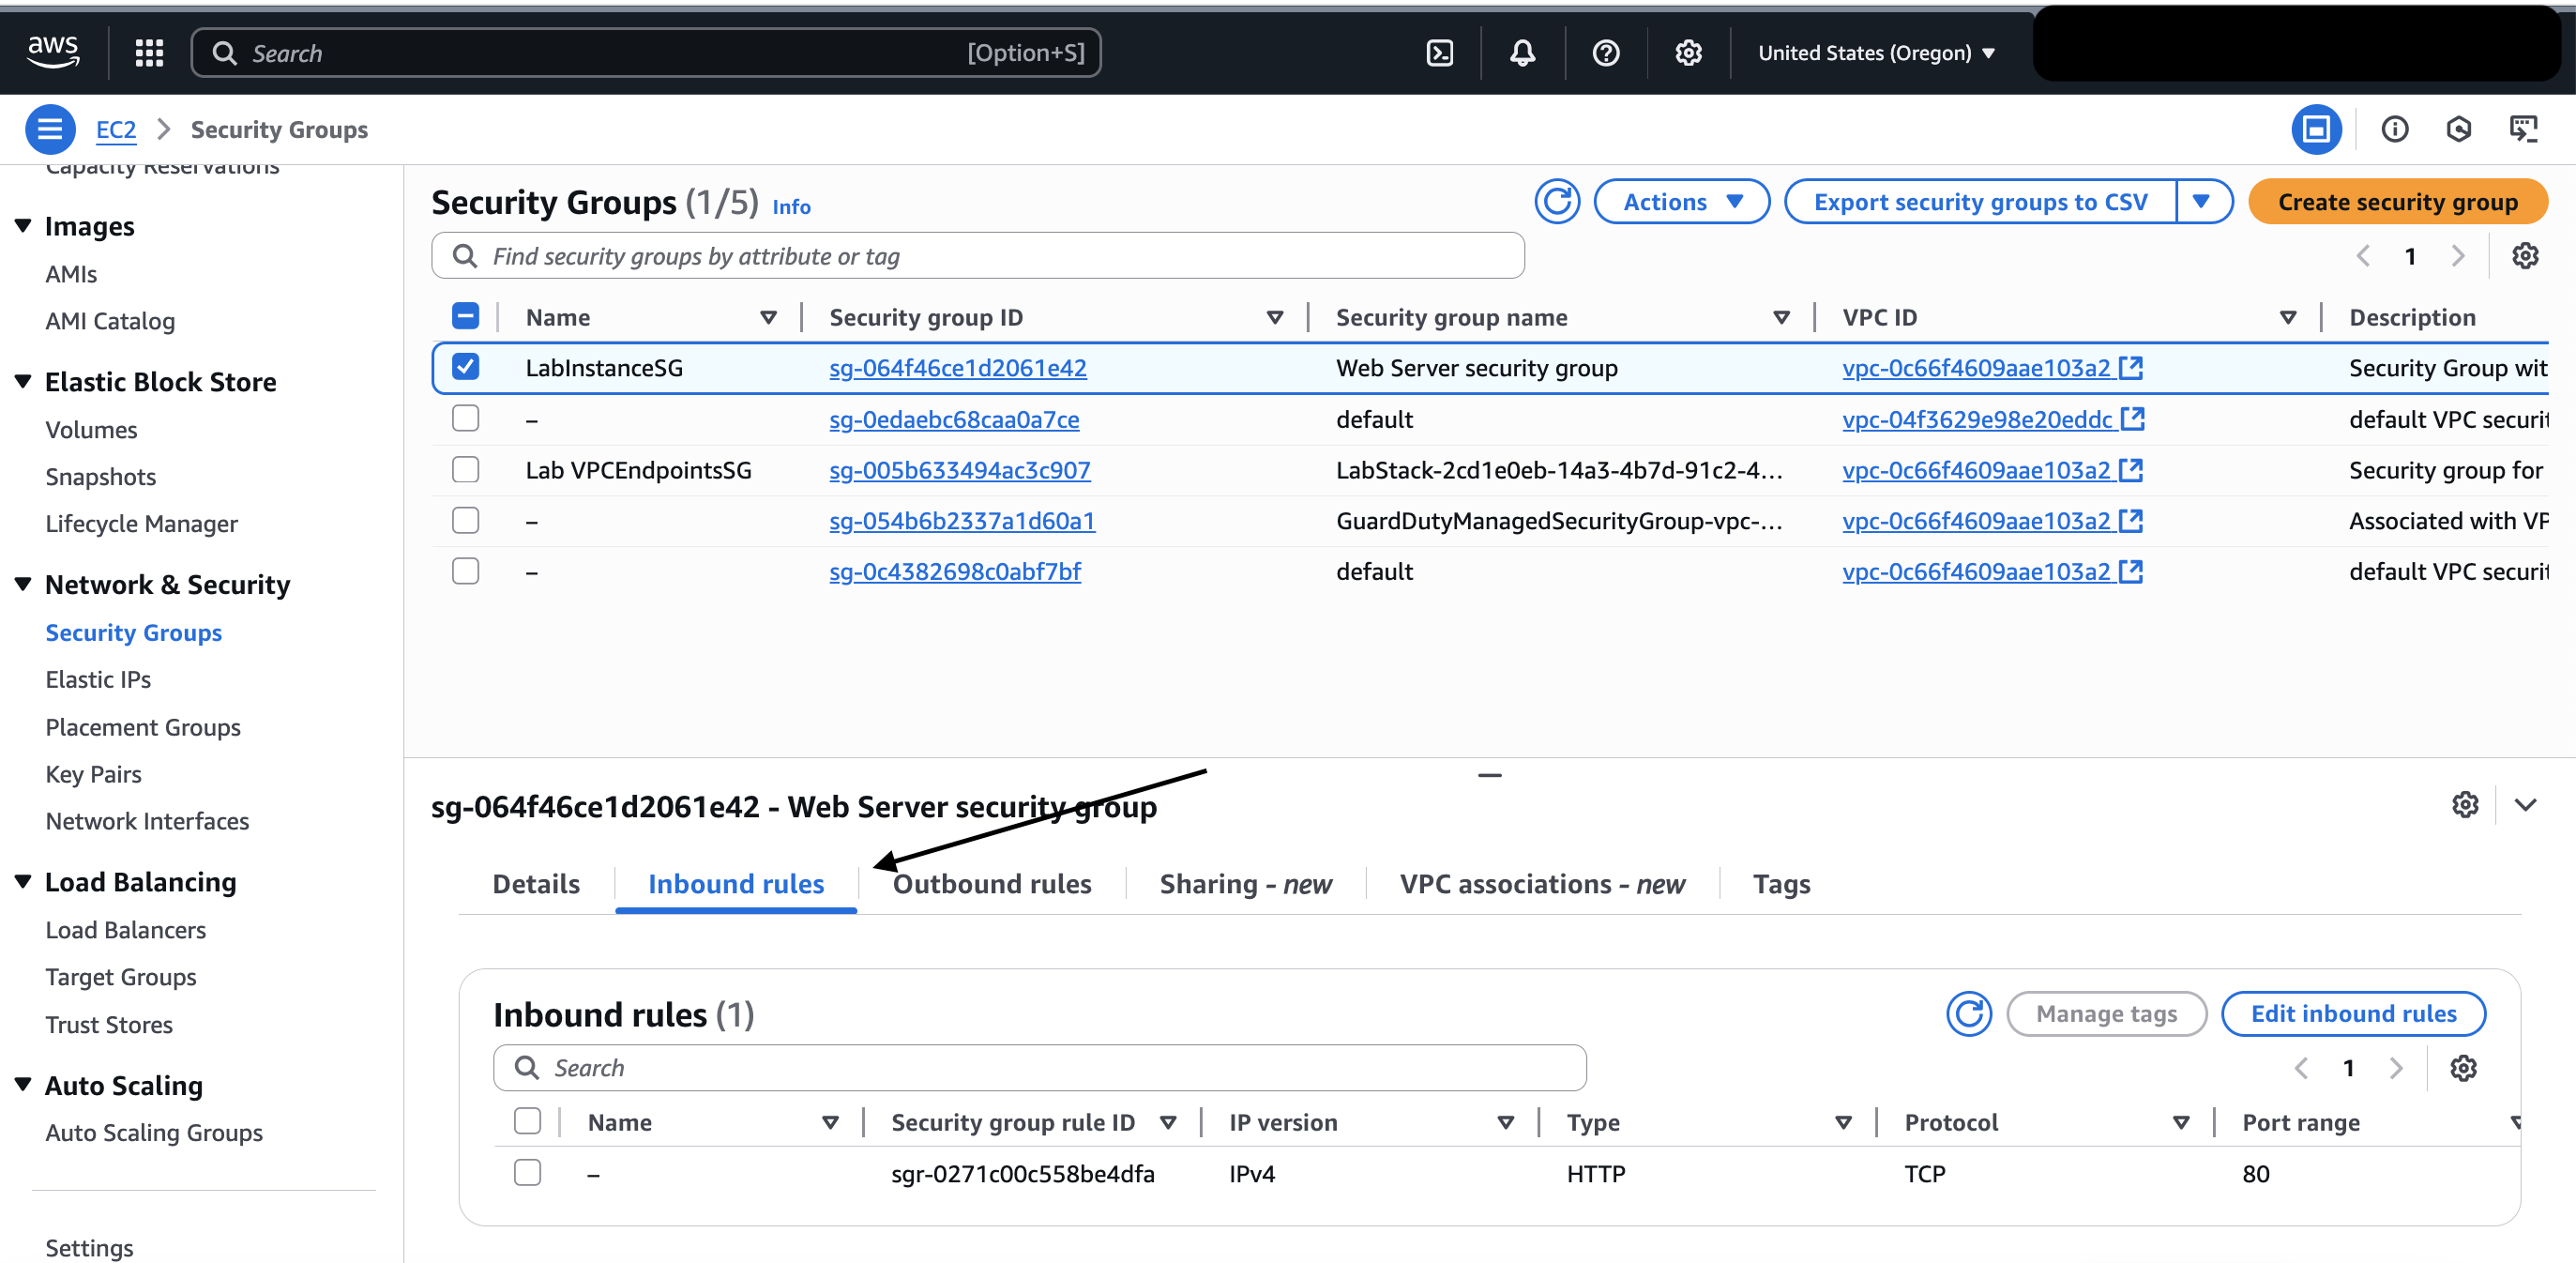 aws Search [Option+S] United States (Oregon)
EC2 > Security Groups
Capacity Reservations
Images
AMIs
AMI Catalog
Elastic Block Store
Volumes
Snapshots
Lifecycle Manager
Network & Security
Security Groups
Elastic IPs
Placement Groups
Key Pairs
Network Interfaces
Load Balancing
Load Balancers
Target Groups
Trust Stores
Auto Scaling
Auto Scaling Groups
Settings
Security Groups (1/5) Info
Actions Export security groups to CSV Create security group
Find security groups by attribute or tag
1
Name Security group ID Security group name VPC ID Description
LabInstanceSG sg-064f46ce1d2061e42 Web Server security group vpc-0c66f4609aae103a2 Security Group wit
– sg-0edaebc68caa0a7ce default vpc-04f3629e98e20eddc default VPC securit
Lab VPCEndpointsSG sg-005b633494ac3c907 LabStack-2cd1e0eb-14a3-4b7d-91c2-4... vpc-0c66f4609aae103a2 Security group for
– sg-054b6b2337a1d60a1 GuardDutyManagedSecurityGroup-vpc-... vpc-0c66f4609aae103a2 Associated with VP
– sg-0c4382698c0abf7bf default vpc-0c66f4609aae103a2 default VPC securit
sg-064f46ce1d2061e42 - Web Server security group
Details Inbound rules Outbound rules Sharing - new VPC associations - new Tags
Inbound rules (1)
Manage tags Edit inbound rules
Search
1
Name Security group rule ID IP version Type Protocol Port range
– sgr-0271c00c558be4dfa IPv4 HTTP TCP 80